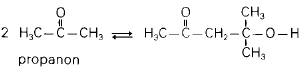 O O CH₃
2 H₃C–C–CH₃ ⇌ H₃C–C–CH₂–C–O–H
CH₃
propanon